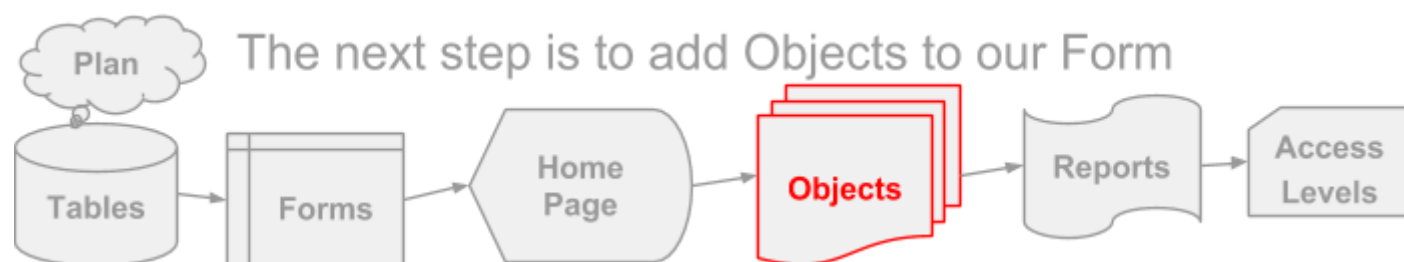 Plan
The next step is to add Objects to our Form
Tables
Forms
Home
Page
Objects
Reports
Access
Levels